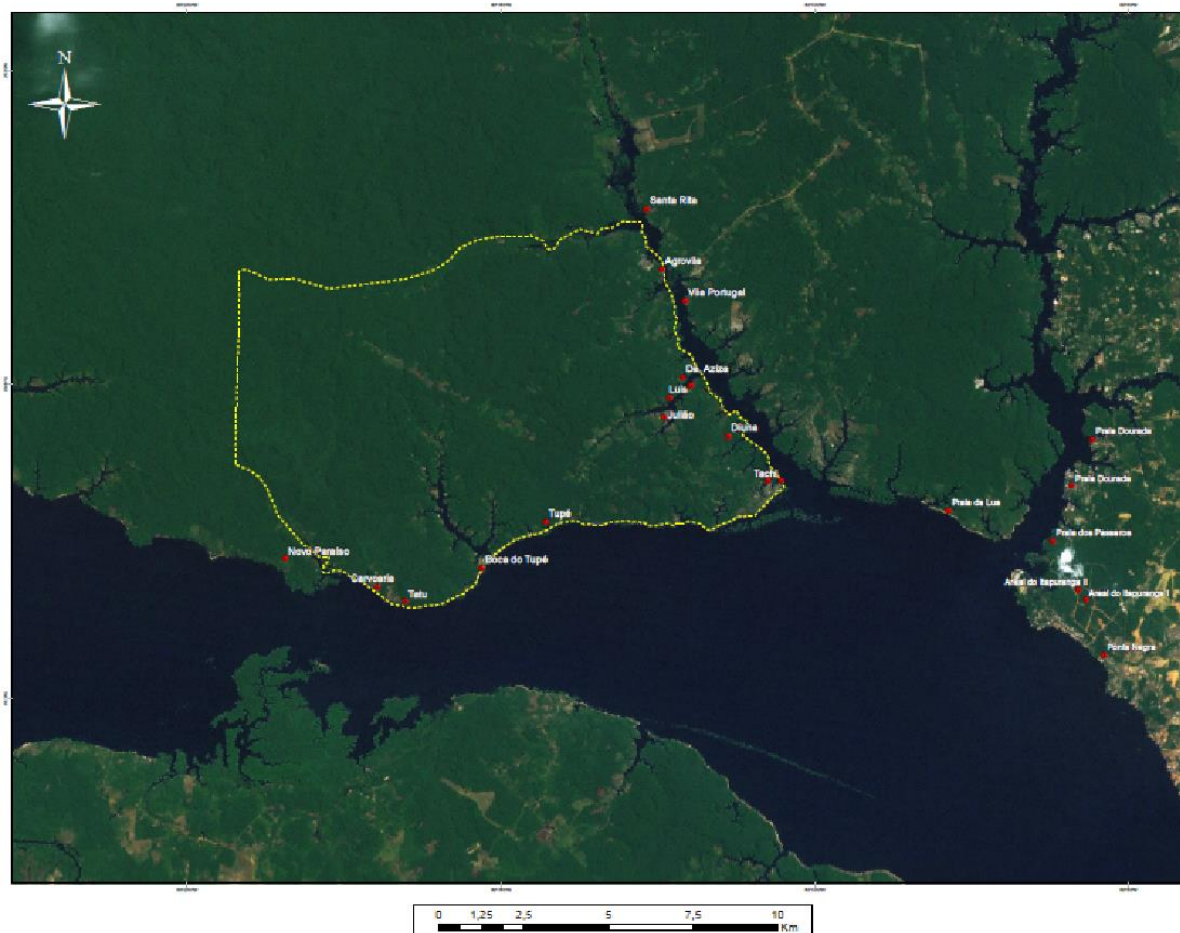 N
Santa Rita
Agrovila
Vila Portugal
Luis
Julião
Diuna
Praia Dourada
Tachi
Praia Dourada
Praia da Lua
Tupé
Praia dos Passaros
Novo Paraiso
Boca do Tupé
Carvoaria
Areal do Itapuranga II
Areal do Itapuranga I
Tatu
Ponta Negra
0 1,25 2,5 5 7,5 10
Km